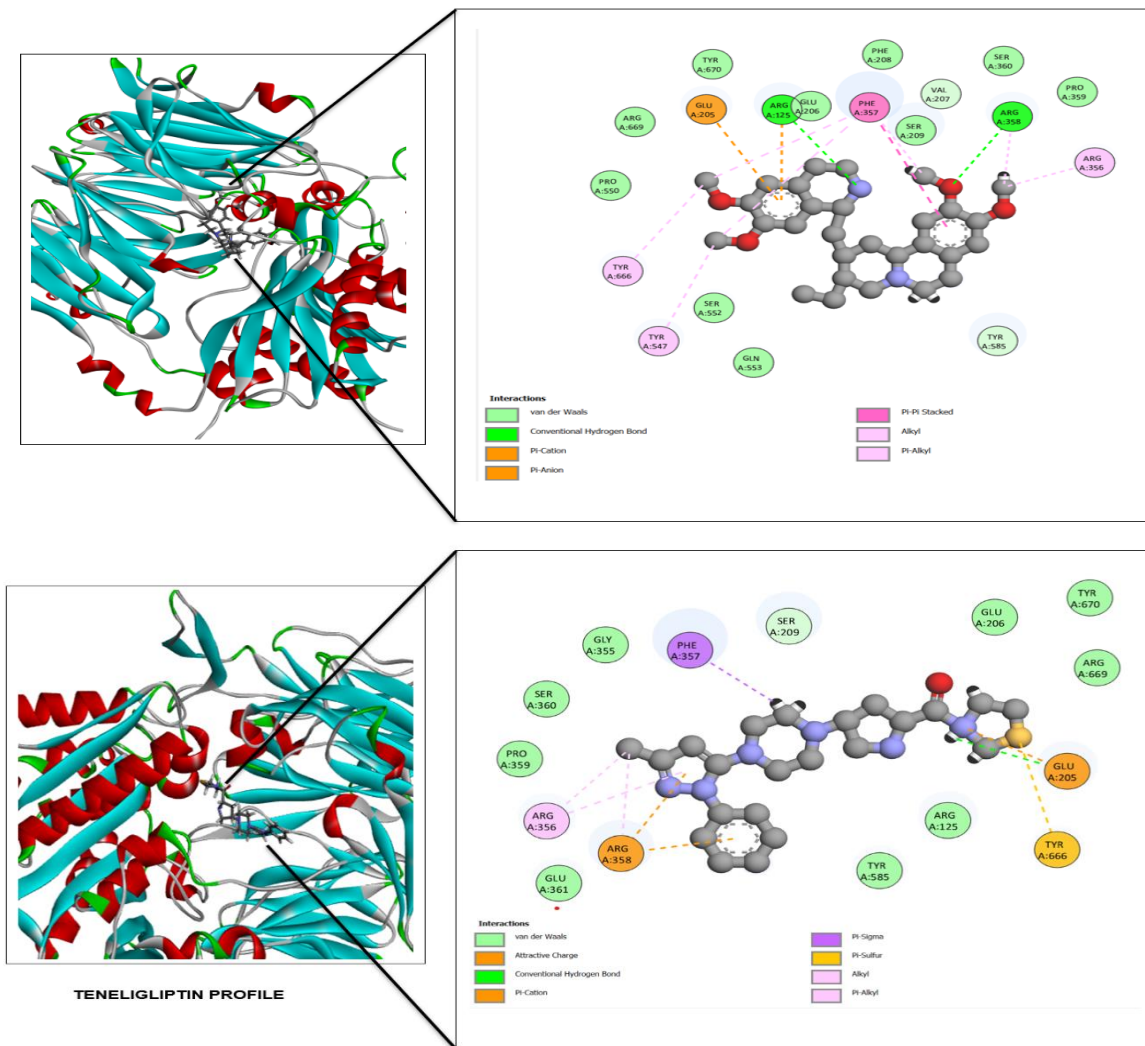 TYR
A:670
PHE
A:208
SER
A:360
GLU
A:205
ARG
A:125
GLU
A:206
PHE
A:357
VAL
A:207
PRO
A:359
ARG
A:669
SER
A:209
ARG
A:358
ARG
A:356
PRO
A:550
TYR
A:666
SER
A:552
TYR
A:547
GLN
A:553
TYR
A:585
Interactions
van der Waals
Conventional Hydrogen Bond
Pi-Cation
Pi-Anion
Pi-Pi Stacked
Alkyl
Pi-Alkyl
TENELIGLIPTIN PROFILE
GLY
A:355
PHE
A:357
SER
A:209
GLU
A:206
TYR
A:670
SER
A:360
ARG
A:669
PRO
A:359
GLU
A:205
ARG
A:356
ARG
A:358
ARG
A:125
TYR
A:666
GLU
A:361
TYR
A:585
Interactions
van der Waals
Attractive Charge
Conventional Hydrogen Bond
Pi-Cation
Pi-Sigma
Pi-Sulfur
Alkyl
Pi-Alkyl